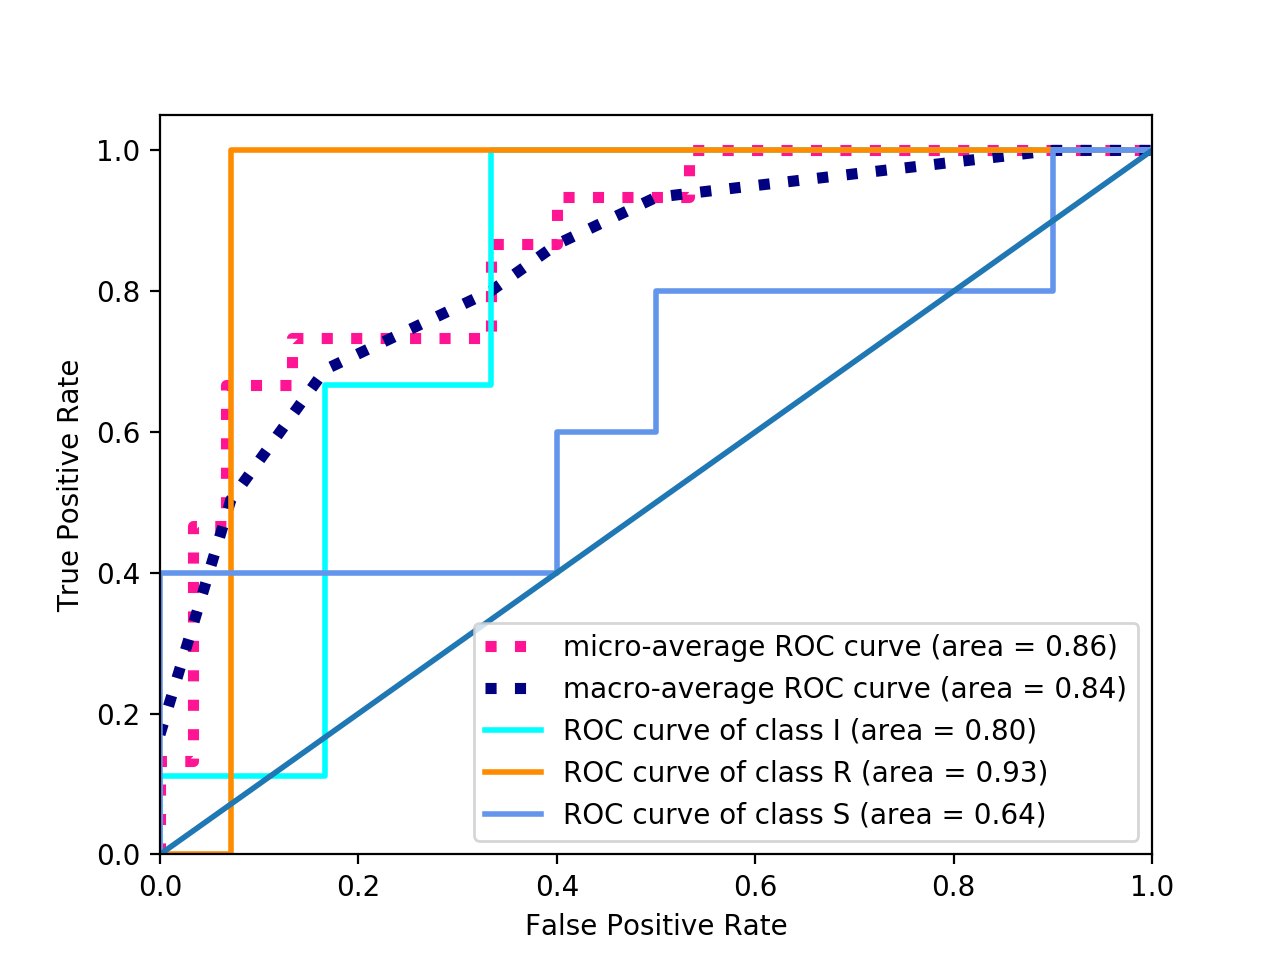 1.0
0.8
0.6
0.4
0.2
0.0
True Positive Rate
micro-average ROC curve (area = 0.86)
macro-average ROC curve (area = 0.84)
ROC curve of class I (area = 0.80)
ROC curve of class R (area = 0.93)
ROC curve of class S (area = 0.64)
0.0 0.2 0.4 0.6 0.8 1.0
False Positive Rate